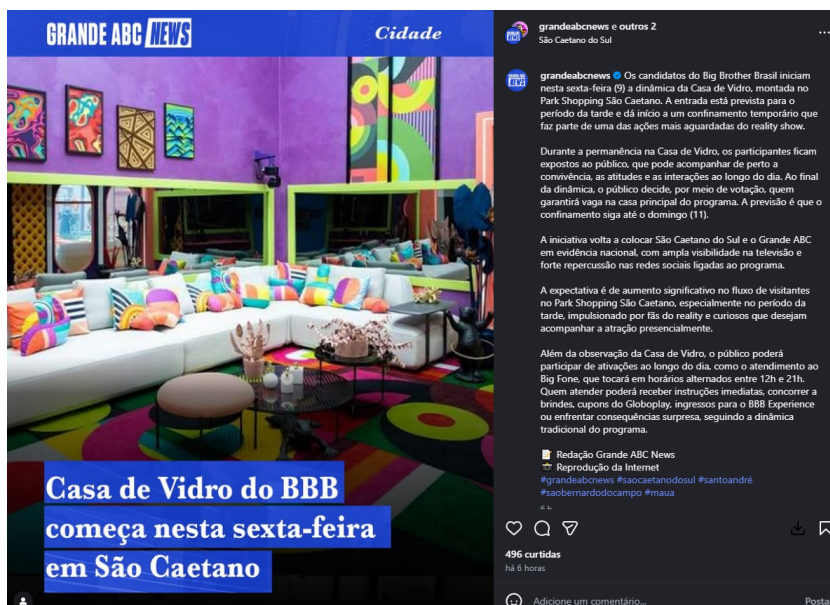 GRANDE ABC NEWS
Cidade
Casa de Vidro do BBB
começa nesta sexta-feira
em São Caetano
grandeabcnews e outros 2
São Caetano do Sul
grandeabcnews Os candidatos do Big Brother Brasil iniciam
nesta sexta-feira (9) a dinâmica da Casa de Vidro, montada no
Park Shopping São Caetano. A entrada está prevista para o
período da tarde e dá início a um confinamento temporário que
faz parte de uma das ações mais aguardadas do reality show.
Durante a permanência na Casa de Vidro, os participantes ficam
expostos ao público, que pode acompanhar de perto a
convivência, as atitudes e as interações ao longo do dia. Ao final
da dinâmica, o público decide, por meio de votação, quem
garantirá vaga na casa principal do programa. A previsão é que o
confinamento siga até o domingo (11).
A iniciativa volta a colocar São Caetano do Sul e o Grande ABC
em evidência nacional, com ampla visibilidade na televisão e
forte repercussão nas redes sociais ligadas ao programa.
A expectativa é de aumento significativo no fluxo de visitantes
no Park Shopping São Caetano, especialmente no período da
tarde, impulsionado por fãs do reality e curiosos que desejam
acompanhar a atração presencialmente.
Além da observação da Casa de Vidro, o público poderá
participar de ativações ao longo do dia, como o atendimento ao
Big Fone, que tocará em horários alternados entre 12h e 21h.
Quem atender poderá receber instruções imediatas, concorrer a
brindes, cupons do Globoplay, ingressos para o BBB Experience
ou enfrentar consequências surpresa, seguindo a dinâmica
tradicional do programa.
Redação Grande ABC News
Reprodução da Internet
#grandeabcnews #saocaetanodosul #santoandré
#saobernardodocampo #maua
496 curtidas
há 6 horas
Adicione um comentário...